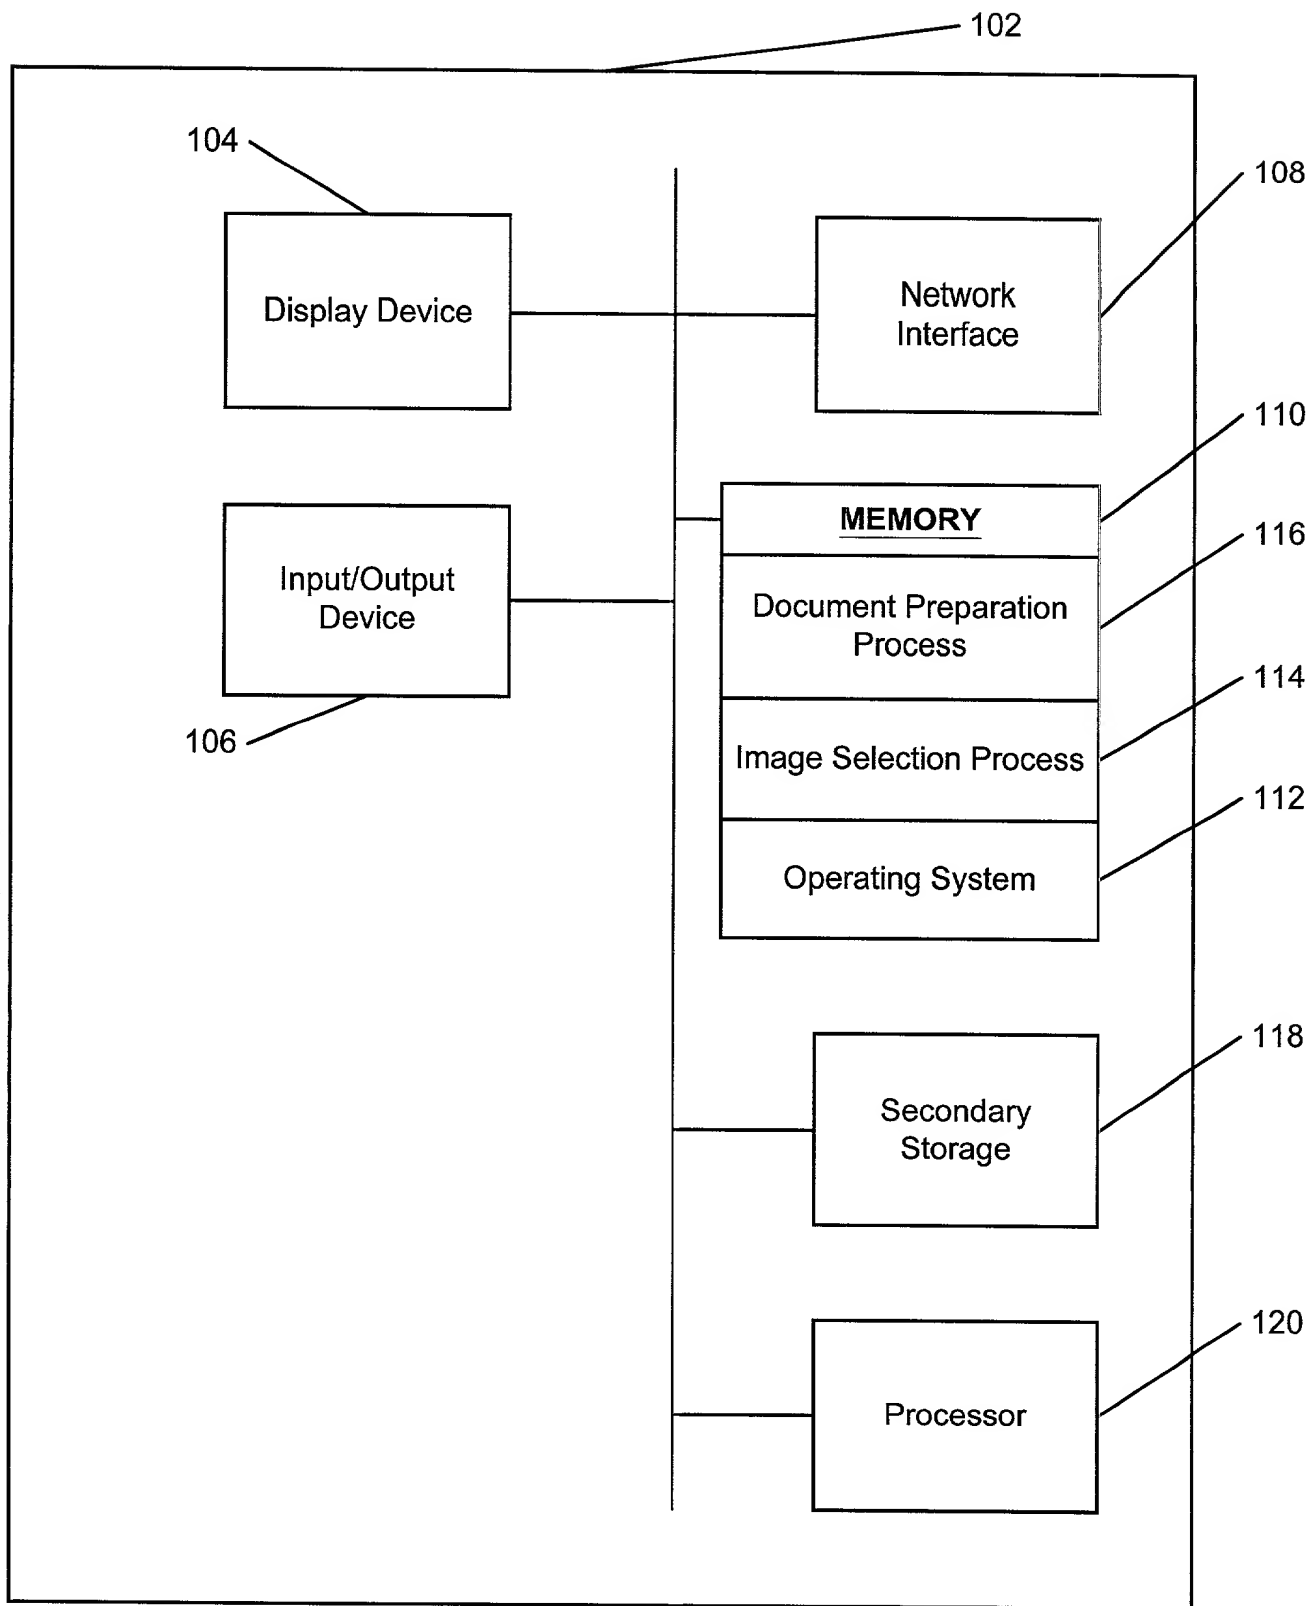 102
104
108
Display Device
Network
Interface
110
MEMORY
116
Input/Output
Device
Document Preparation
Process
114
106
Image Selection Process
112
Operating System
118
Secondary
Storage
120
Processor